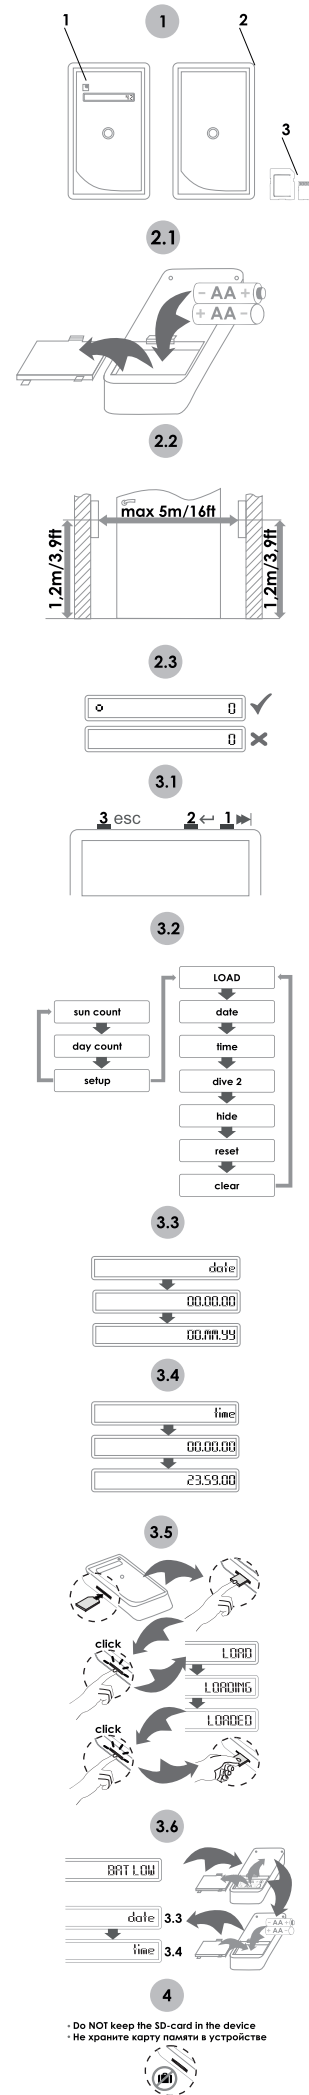 1
1
2
3
2.1
- AA +
+ AA -
2.2
max 5m/16ft
1,2m/3,9ft
1,2m/3,9ft
2.3
0
0
3.1
3 esc
2
1
3.2
LOAD
sun count
date
day count
time
setup
dive 2
hide
reset
clear
3.3
date
00.00.00
00.MM.YY
3.4
time
00.00.00
23.59.00
3.5
click
LOAD
LOADING
click
LOADED
3.6
BAT LOW
- AA +
+ AA -
date 3.3
time 3.4
4
• Do NOT keep the SD-card in the device
• Не храните карту памяти в устройстве